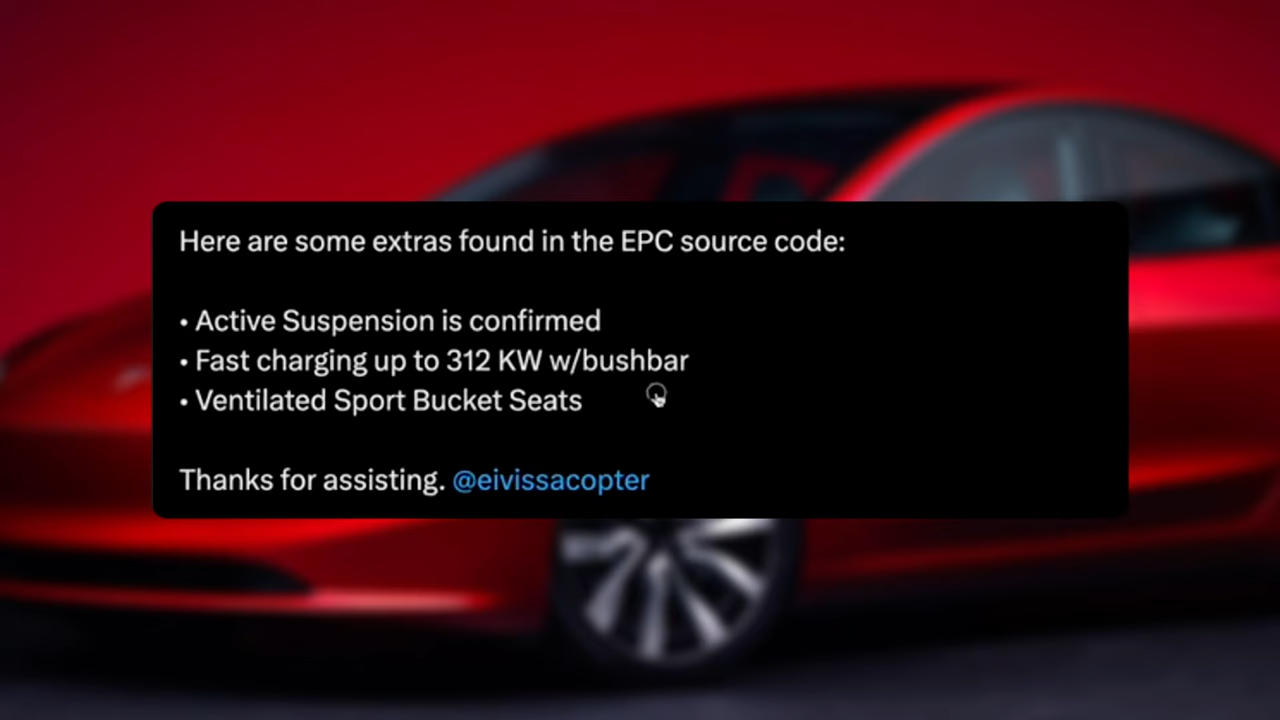 Here are some extras found in the EPC source code:
• Active Suspension is confirmed
• Fast charging up to 312 KW w/bushbar
• Ventilated Sport Bucket Seats
Thanks for assisting. @eivissacopter